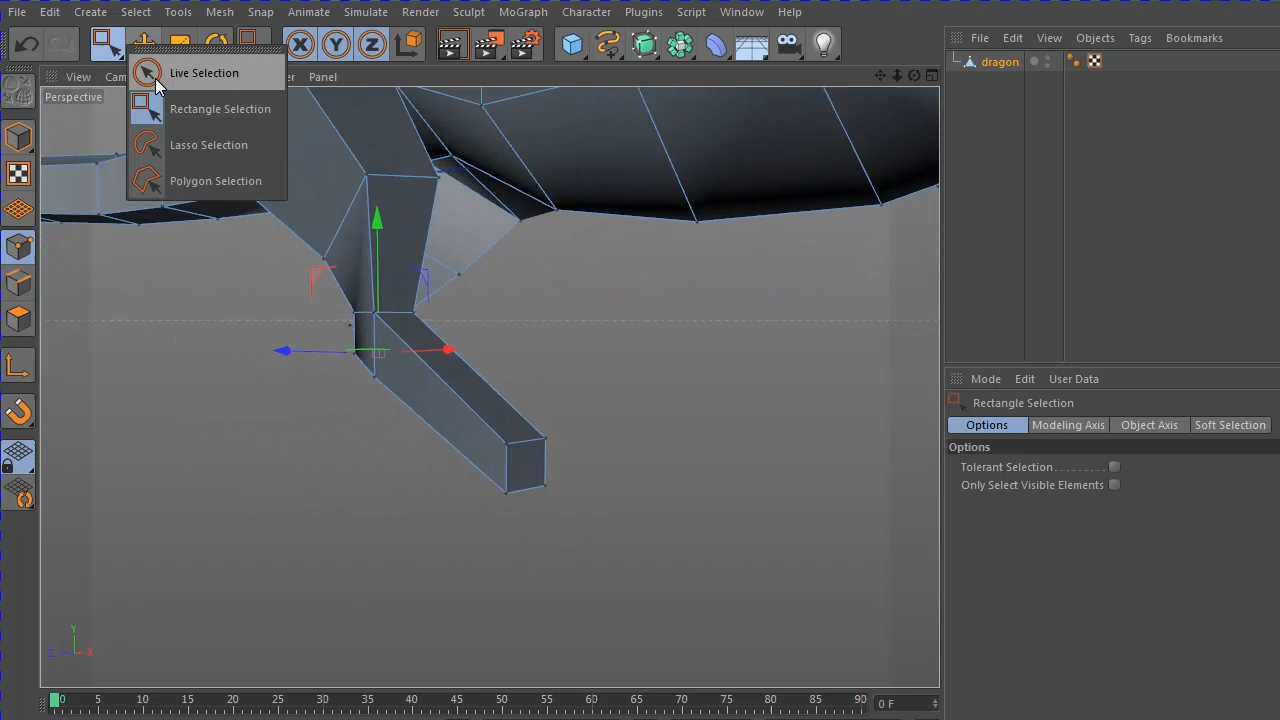 File Edit Create Select Tools Mesh Snap Animate Simulate Render Sculpt MoGraph Character Plugins Script Window Help
X Y Z
File Edit View Objects Tags Bookmarks
dragon
View Panel
Perspective
Live Selection
Rectangle Selection
Lasso Selection
Polygon Selection
Mode Edit User Data
Rectangle Selection
Options Modeling Axis Object Axis Soft Selection
Options
Tolerant Selection
Only Select Visible Elements
Y
Z X
0 5 10 15 20 25 30 35 40 45 50 55 60 65 70 75 80 85 90
0 F